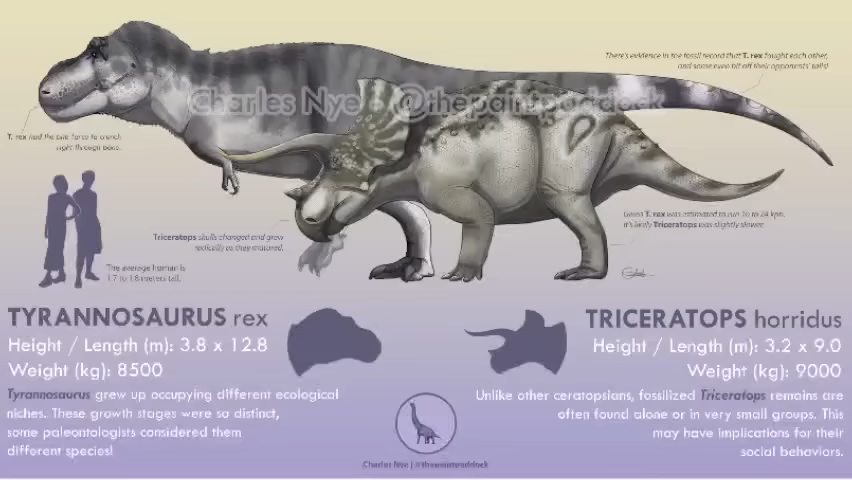 There's evidence in the fossil record that T. rex fought each other,
and some even bit off their opponents' tails!
Charles Nye | @thepaintpaddock
T. rex had the bite force to crunch
right through bone.
Triceratops skulls changed and grew
radically as they matured.
Given T. rex was estimated to run 16 to 24 kph,
it's likely Triceratops was slightly slower.
The average human is
1.7 to 1.8 meters tall.
TYRANNOSAURUS rex
Height / Length (m): 3.8 x 12.8
Weight (kg): 8500
Tyrannosaurus grew up occupying different ecological
niches. These growth stages were so distinct,
some paleontologists considered them
different species!
TRICERATOPS horridus
Height / Length (m): 3.2 x 9.0
Weight (kg): 9000
Unlike other ceratopsians, fossilized Triceratops remains are
often found alone or in very small groups. This
may have implications for their
social behaviors.
Charles Nye | @thepaintpaddock